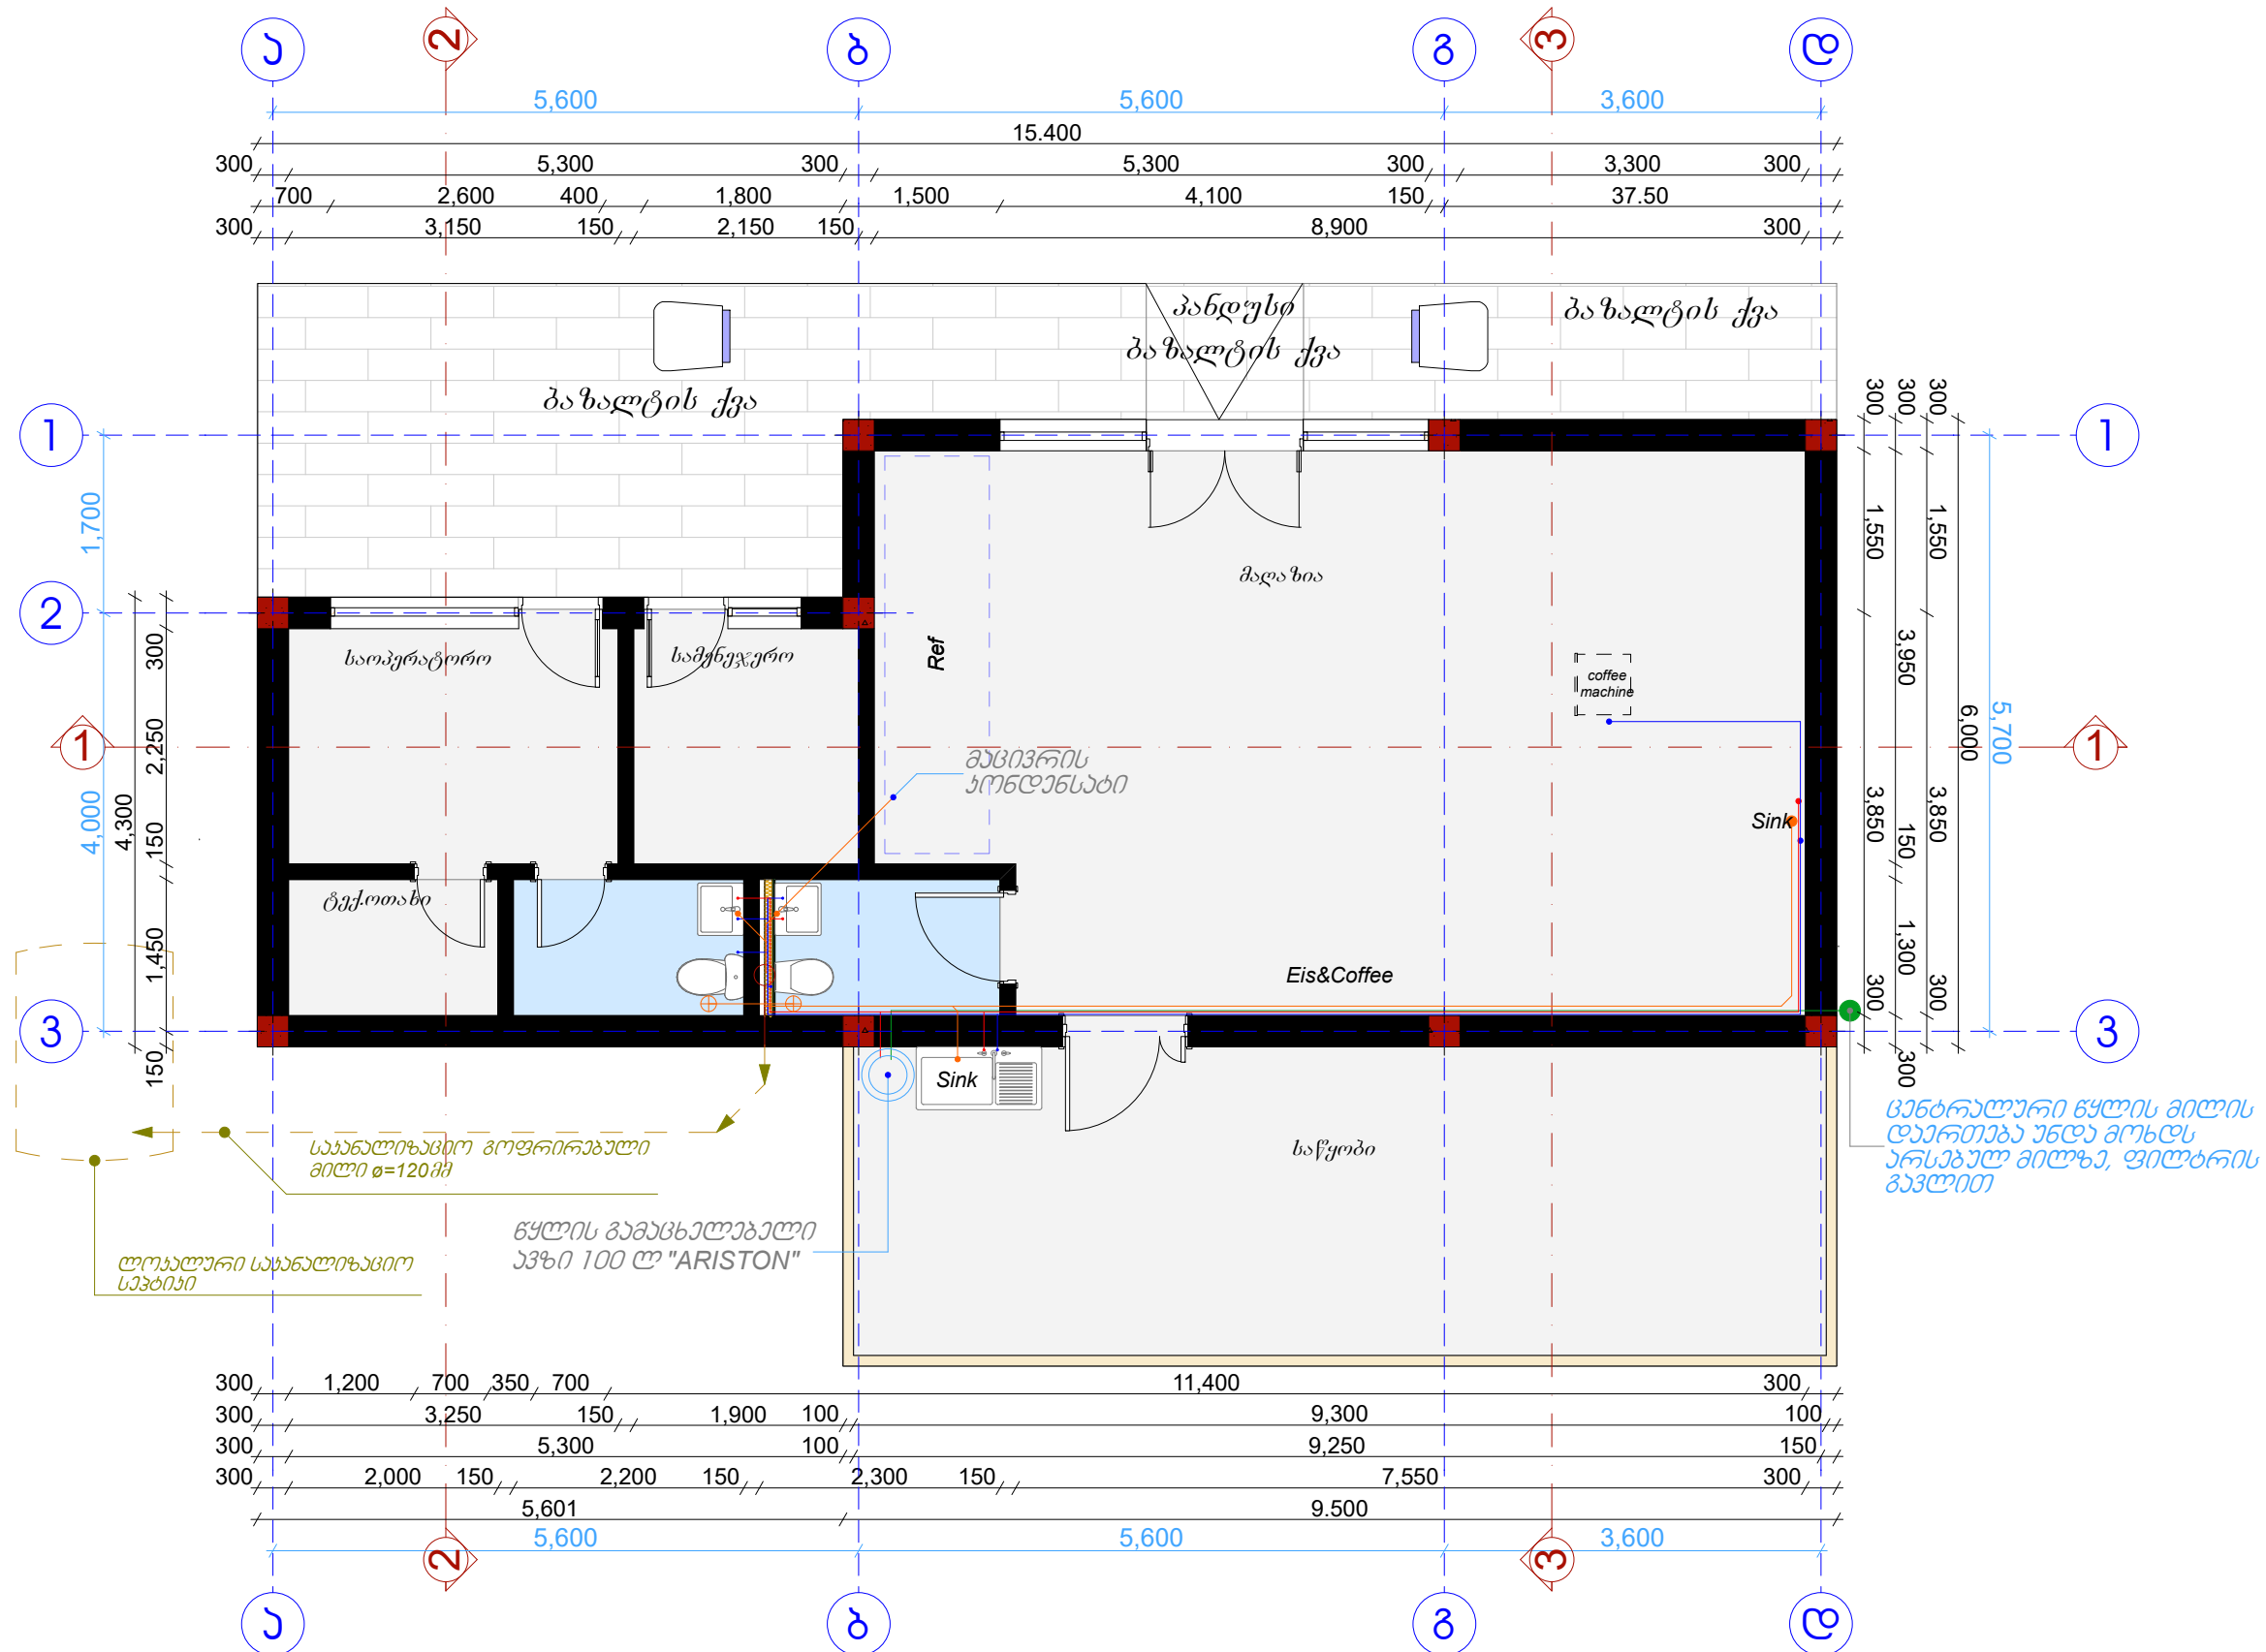 ა 2 ბ გ 3 დ
5,600 5,600 3,600
15.400
300 5,300 300 5,300 300 3,300 300
700 2,600 400 1,800 1,500 4,100 150 37.50
300 3,150 150 2,150 150 8,900 300
პანდუსი
ბაზალტის ქვა
ბაზალტის ქვა
ბაზალტის ქვა
1 1
2
3 3
1 1
1,700
4,000
4,300
300
2,250
150
1,450
150
300 300 300
1,550 1,550
3,950
6,000
5,700
3,850 150 3,850
1,300
300 300
300
მაღაზია
საოპერატორო
სამენეჯერო
Ref
coffee
machine
მაცივრის
კონდენსატი
Sink
ტექ.ოთახი
Eis&Coffee
Sink
საწყობი
ცენტრალური წყლის მილის
დაერთება უნდა მოხდს
არსებულ მილზე, ფილტრის
გავლით
საკანალიზაციო გოფრირებული
მილი ø=120მმ
წყლის გამაცხელებელი
ავზი 100 ლ "ARISTON"
ლოკალური საკანალიზაციო
სეპტიკი
300 1,200 700 350 700 11,400 300
300 3,250 150 1,900 100 9,300 100
300 5,300 100 9,250 150
300 2,000 150 2,200 150 2,300 150 7,550 300
5,601 9.500
5,600 5,600 3,600
ა 2 ბ გ 3 დ